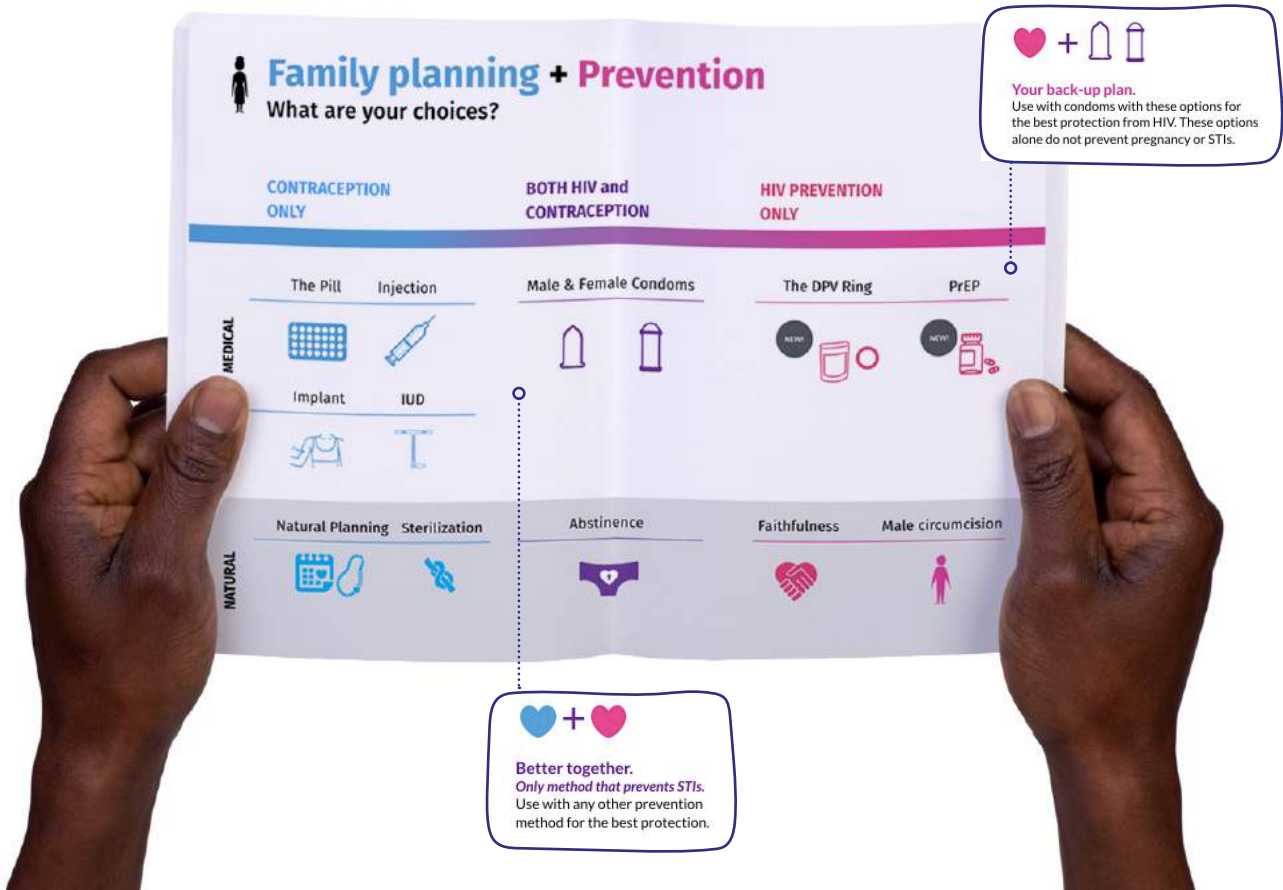 Family planning + Prevention
What are your choices?
Your back-up plan.
Use with condoms with these options for
the best protection from HIV. These options
alone do not prevent pregnancy or STIs.
CONTRACEPTION
ONLY
BOTH HIV and
CONTRACEPTION
HIV PREVENTION
ONLY
MEDICAL
The Pill
Injection
Male & Female Condoms
The DPV Ring
PrEP
NEW!
NEW!
Implant
IUD
NATURAL
Natural Planning
Sterilization
Abstinence
Faithfulness
Male circumcision
Better together.
Only method that prevents STIs.
Use with any other prevention
method for the best protection.